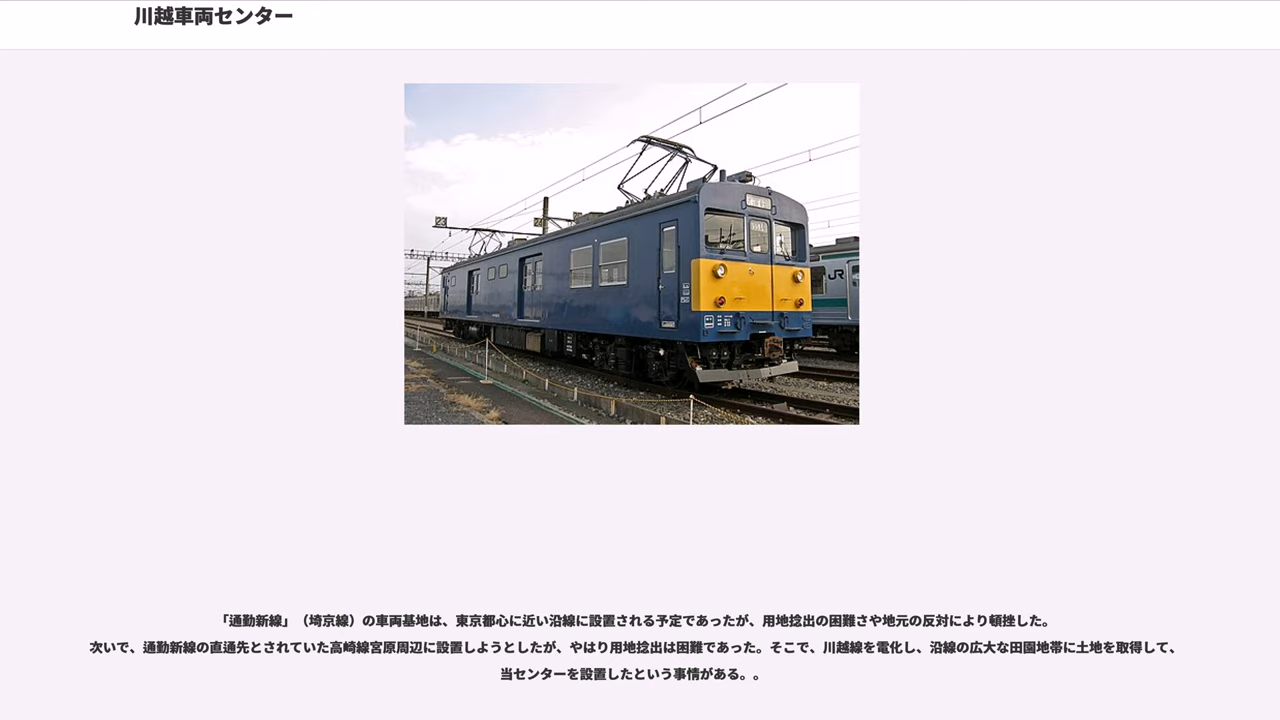 川越車両センター
JR
「通勤新線」（埼京線）の車両基地は、東京都心に近い沿線に設置される予定であったが、用地捻出の困難さや地元の反対により頓挫した。
次いで、通勤新線の直通先とされていた高崎線宮原周辺に設置しようとしたが、やはり用地捻出は困難であった。そこで、川越線を電化し、沿線の広大な田園地帯に土地を取得して、
当センターを設置したという事情がある。。